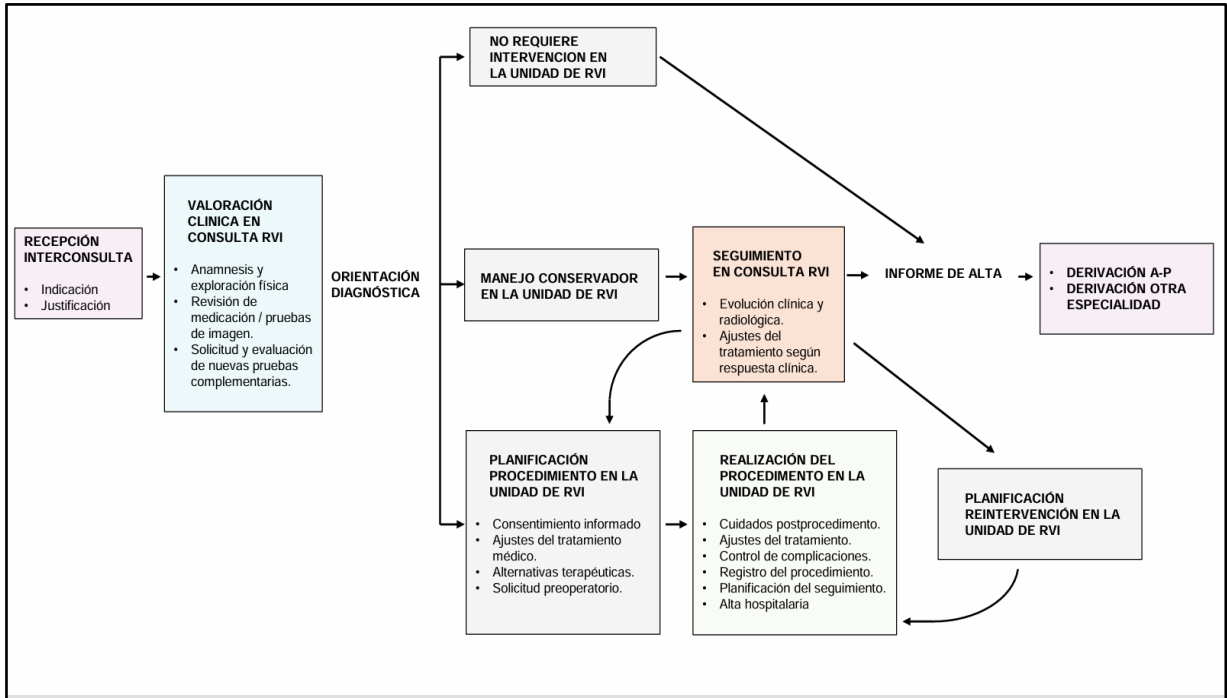 NO REQUIERE
INTERVENCION EN
LA UNIDAD DE RVI
RECEPCIÓN
INTERCONSULTA
• Indicación
• Justificación
VALORACIÓN
CLINICA EN
CONSULTA RVI
• Anamnesis y
exploración física
• Revisión de
medicación / pruebas
de imagen.
• Solicitud y evaluación
de nuevas pruebas
complementarias.
ORIENTACIÓN
DIAGNÓSTICA
MANEJO CONSERVADOR
EN LA UNIDAD DE RVI
SEGUIMIENTO
EN CONSULTA RVI
• Evolución clínica y
radiológica.
• Ajustes del
tratamiento según
respuesta clínica.
INFORME DE ALTA
• DERIVACIÓN A-P
• DERIVACIÓN OTRA
ESPECIALIDAD
PLANIFICACIÓN
PROCEDIMIENTO EN LA
UNIDAD DE RVI
• Consentimiento informado
• Ajustes del tratamiento
médico.
• Alternativas terapéuticas.
• Solicitud preoperatorio.
REALIZACIÓN DEL
PROCEDIMENTO EN LA
UNIDAD DE RVI
• Cuidados postprocedimento.
• Ajustes del tratamiento.
• Control de complicaciones.
• Registro del procedimiento.
• Planificación del seguimiento.
• Alta hospitalaria
PLANIFICACIÓN
REINTERVENCIÓN EN LA
UNIDAD DE RVI